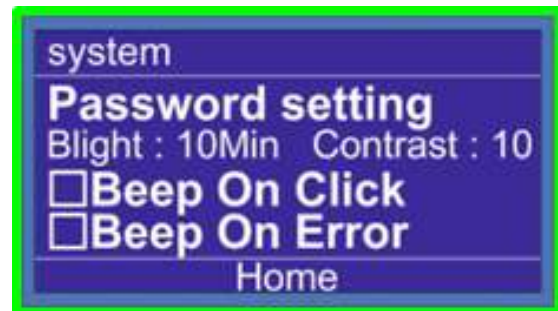 system
Password setting
Blight : 10Min Contrast : 10
☐Beep On Click
☐Beep On Error
Home